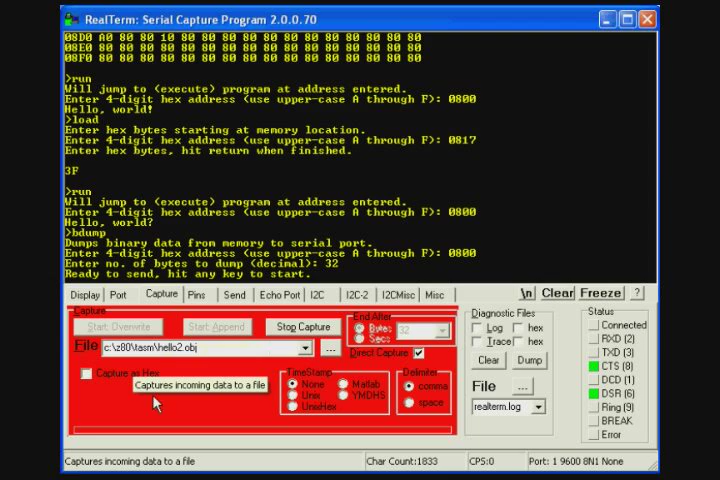 RealTerm: Serial Capture Program 2.0.0.70
08D0 A0 80 80 10 80 80 80 80 80 80 80 80 80 80 80 80
08E0 80 80 80 80 80 80 80 80 80 80 80 80 80 80 80 80
08F0 80 80 80 80 80 80 80 80 80 80 80 80 80 80 80 80
>run
Will jump to (execute) program at address entered.
Enter 4-digit hex address (use upper-case A through F): 0800
Hello, world!
>load
Enter hex bytes starting at memory location.
Enter 4-digit hex address (use upper-case A through F): 0817
Enter hex bytes, hit return when finished.
3F
>run
Will jump to (execute) program at address entered.
Enter 4-digit hex address (use upper-case A through F): 0800
Hello, world?
>bdump
Dumps binary data from memory to serial port.
Enter 4-digit hex address (use upper-case A through F): 0800
Enter no. of bytes to dump (decimal): 32
Ready to send, hit any key to start.
Display Port Capture Pins Send Echo Port I2C I2C-2 I2CMisc Misc \n Clear Freeze ?
Capture
Start: Overwrite Start: Append Stop Capture
End After
Bytes 32
Secs
File c:\z80\tasm\hello2.obj ... Direct Capture
Capture as Hex
Captures incoming data to a file
TimeStamp
None Matlab
Unix YMDHS
UnixHex
Delimiter
comma
space
Diagnostic Files
Log hex
Trace hex
Clear Dump
File ...
realterm.log
Status
Connected
RXD (2)
TXD (3)
CTS (8)
DCD (1)
DSR (6)
Ring (9)
BREAK
Error
Captures incoming data to a file Char Count:1833 CPS:0 Port: 1 9600 8N1 None